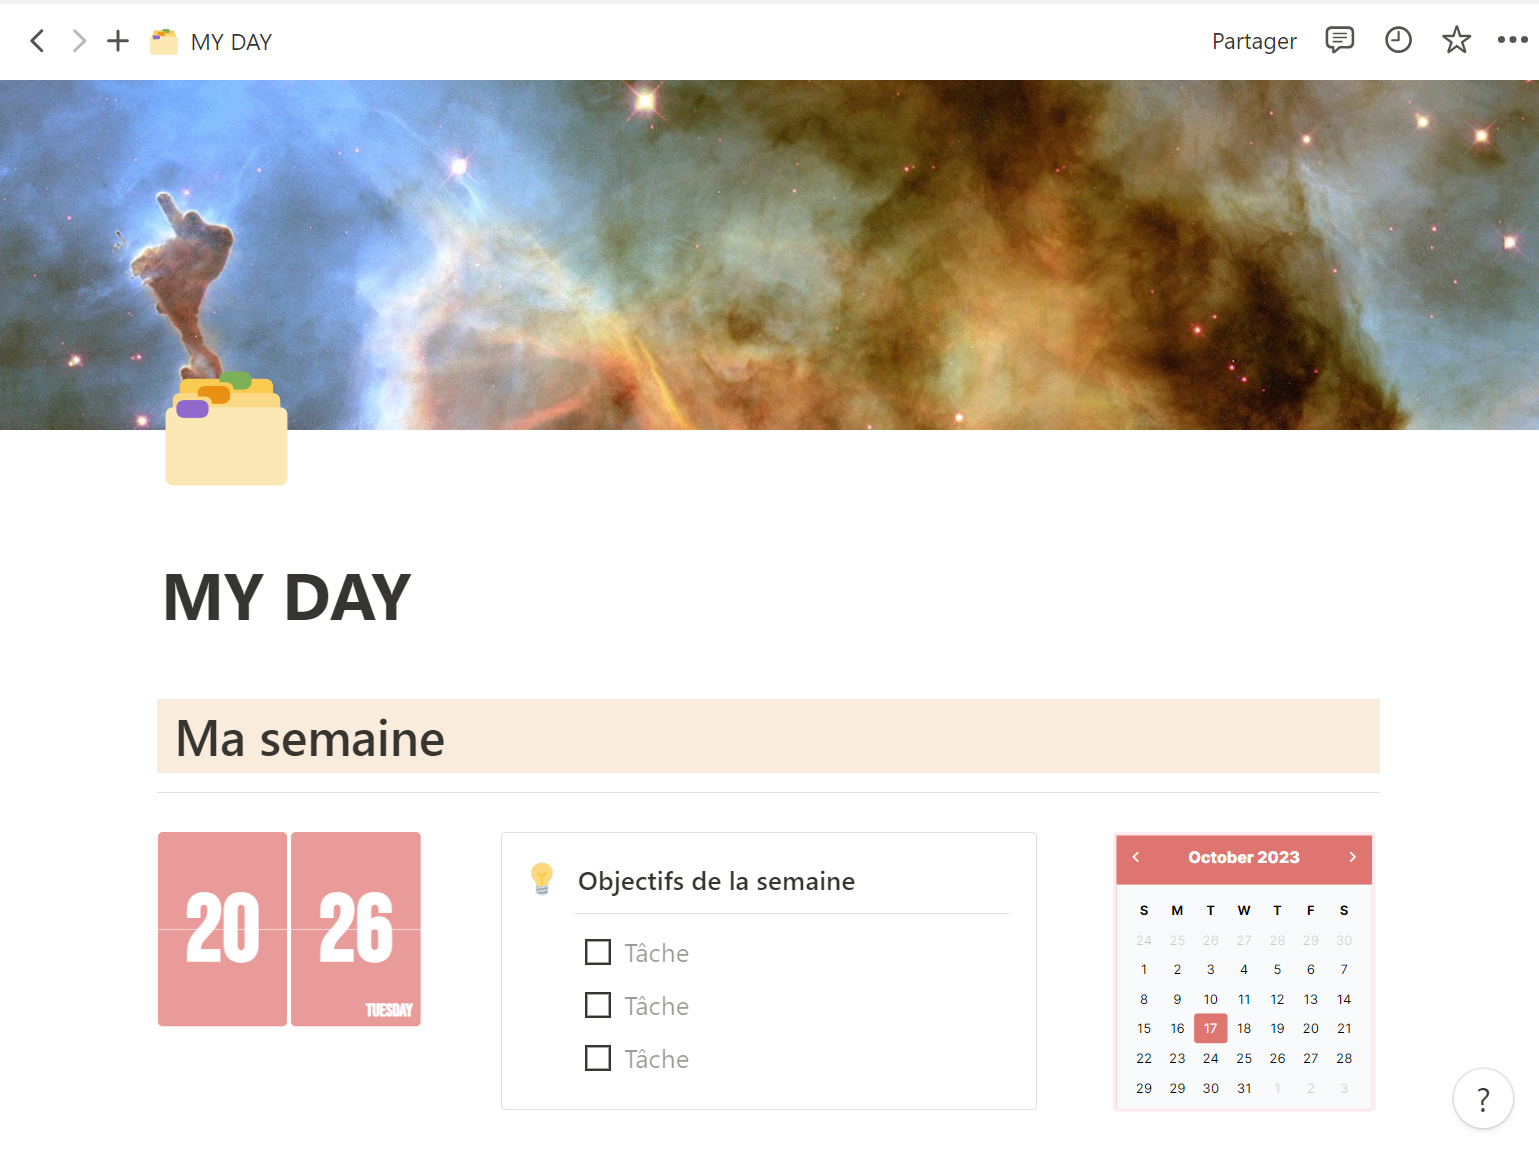 MY DAY
Partager
MY DAY
Ma semaine
20 26
TUESDAY
Objectifs de la semaine
Tâche
Tâche
Tâche
October 2023
S M T W T F S
24 25 26 27 28 29 30
1 2 3 4 5 6 7
8 9 10 11 12 13 14
15 16 17 18 19 20 21
22 23 24 25 26 27 28
29 29 30 31 1 2 3
?